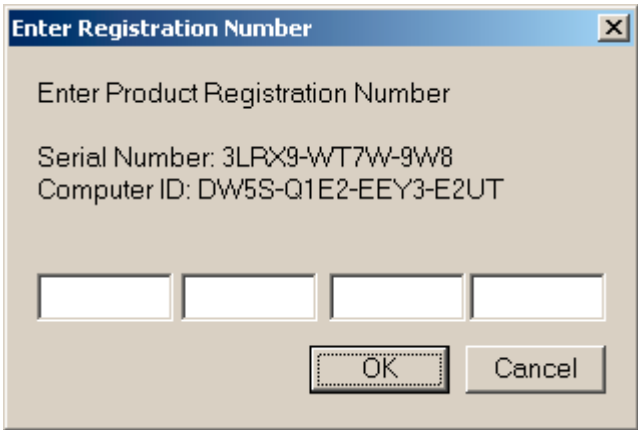 Enter Registration Number
Enter Product Registration Number
Serial Number: 3LRX9-WT7W-9W8
Computer ID: DW5S-Q1E2-EEY3-E2UT
OK Cancel